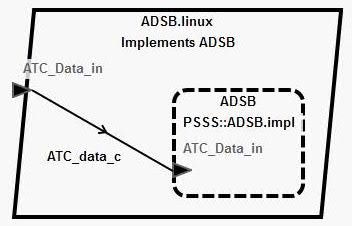 ADSB.linux
Implements ADSB
ATC_Data_in
ADSB
PSSS::ADSB.impl
ATC_Data_in
ATC_data_c